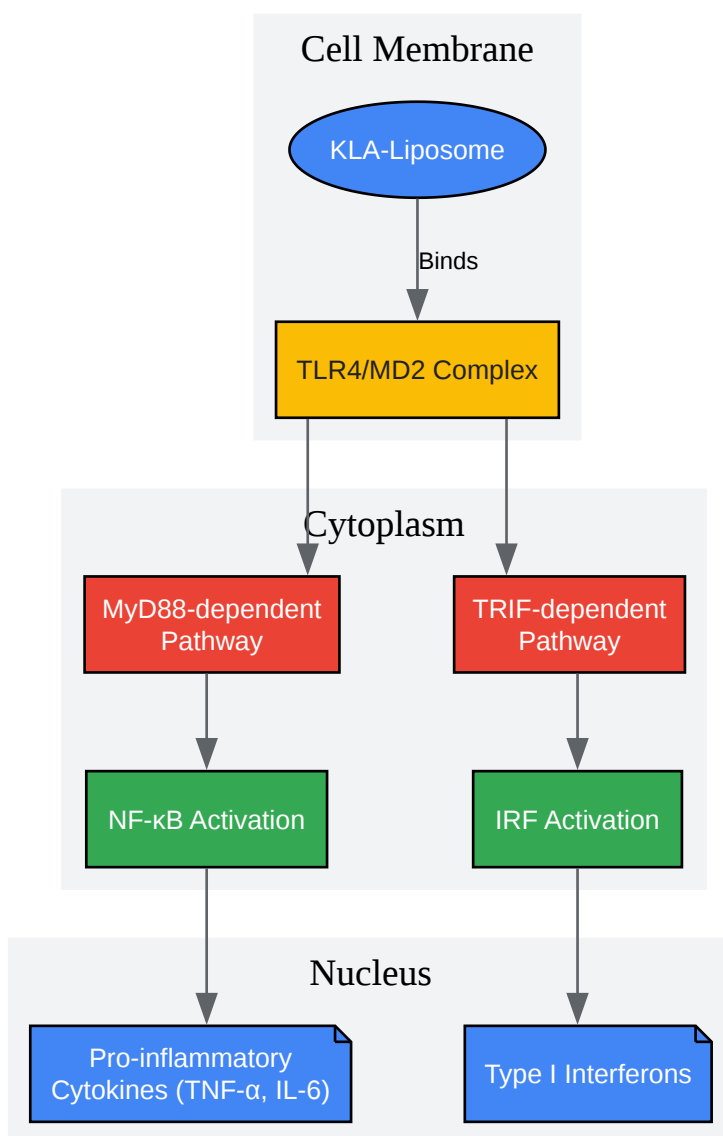 Cell Membrane
KLA-Liposome
Binds
TLR4/MD2 Complex
Cytoplasm
MyD88-dependent
Pathway
TRIF-dependent
Pathway
NF-κB Activation
IRF Activation
Nucleus
Pro-inflammatory
Cytokines (TNF-α, IL-6)
Type I Interferons